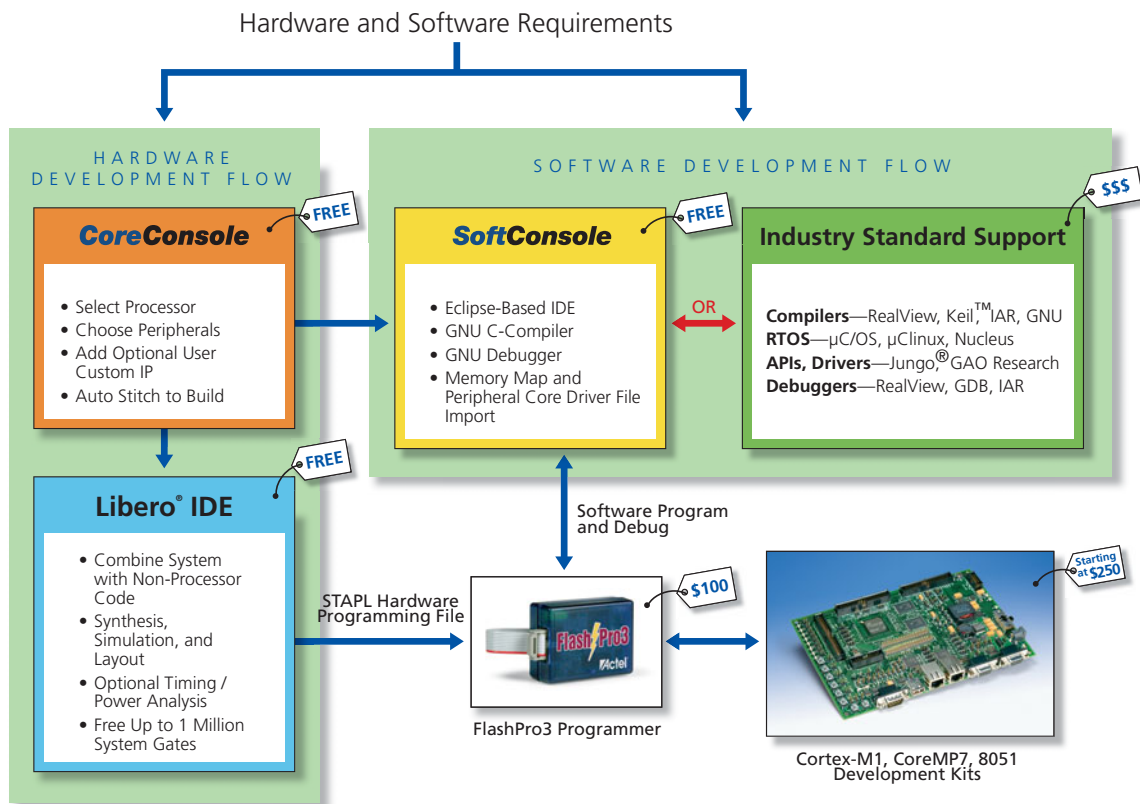 Hardware and Software Requirements
HARDWARE
DEVELOPMENT FLOW
FREE
CoreConsole
• Select Processor
• Choose Peripherals
• Add Optional User
Custom IP
• Auto Stitch to Build
FREE
Libero® IDE
• Combine System
with Non-Processor
Code
• Synthesis,
Simulation, and
Layout
• Optional Timing /
Power Analysis
• Free Up to 1 Million
System Gates
SOFTWARE DEVELOPMENT FLOW
FREE
SoftConsole
• Eclipse-Based IDE
• GNU C-Compiler
• GNU Debugger
• Memory Map and
Peripheral Core Driver File
Import
OR
$$$
Industry Standard Support
Compilers—RealView, Keil,™ IAR, GNU
RTOS—µC/OS, µClinux, Nucleus
APIs, Drivers—Jungo,® GAO Research
Debuggers—RealView, GDB, IAR
Software Program
and Debug
STAPL Hardware
Programming File
$100
FlashPro3
Actel
FlashPro3 Programmer
Starting
at $250
Cortex-M1, CoreMP7, 8051
Development Kits